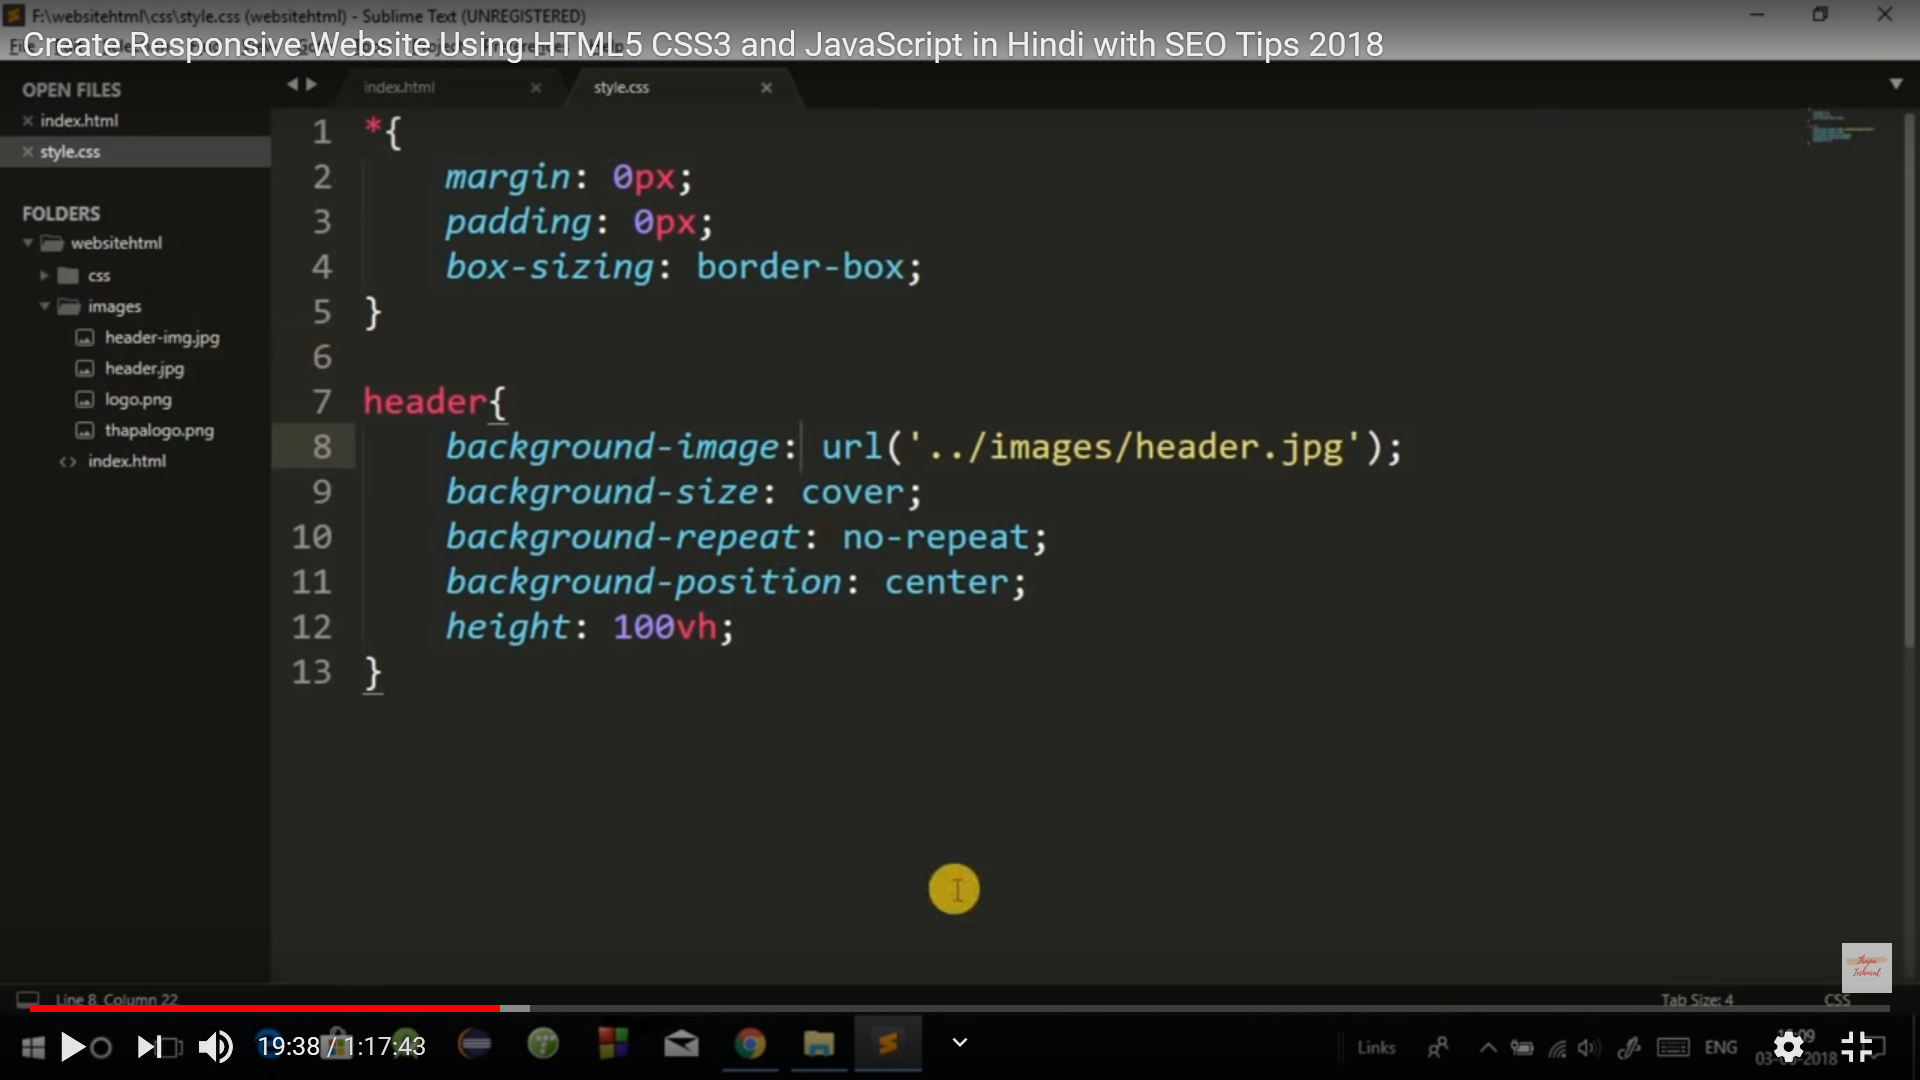 F:\websitehtml\css\style.css (websitehtml) - Sublime Text (UNREGISTERED)
Create Responsive Website Using HTML5 CSS3 and JavaScript in Hindi with SEO Tips 2018
OPEN FILES
index.html
style.css
FOLDERS
websitehtml
css
images
header-img.jpg
header.jpg
logo.png
thapalogo.png
index.html
index.html
style.css
1 *{
2 margin: 0px;
3 padding: 0px;
4 box-sizing: border-box;
5 }
6
7 header{
8 background-image: url('../images/header.jpg');
9 background-size: cover;
10 background-repeat: no-repeat;
11 background-position: center;
12 height: 100vh;
13 }
Thapa
Technical
Line 8, Column 22
Tab Size: 4
CSS
19:38 / 1:17:43
Links
ENG